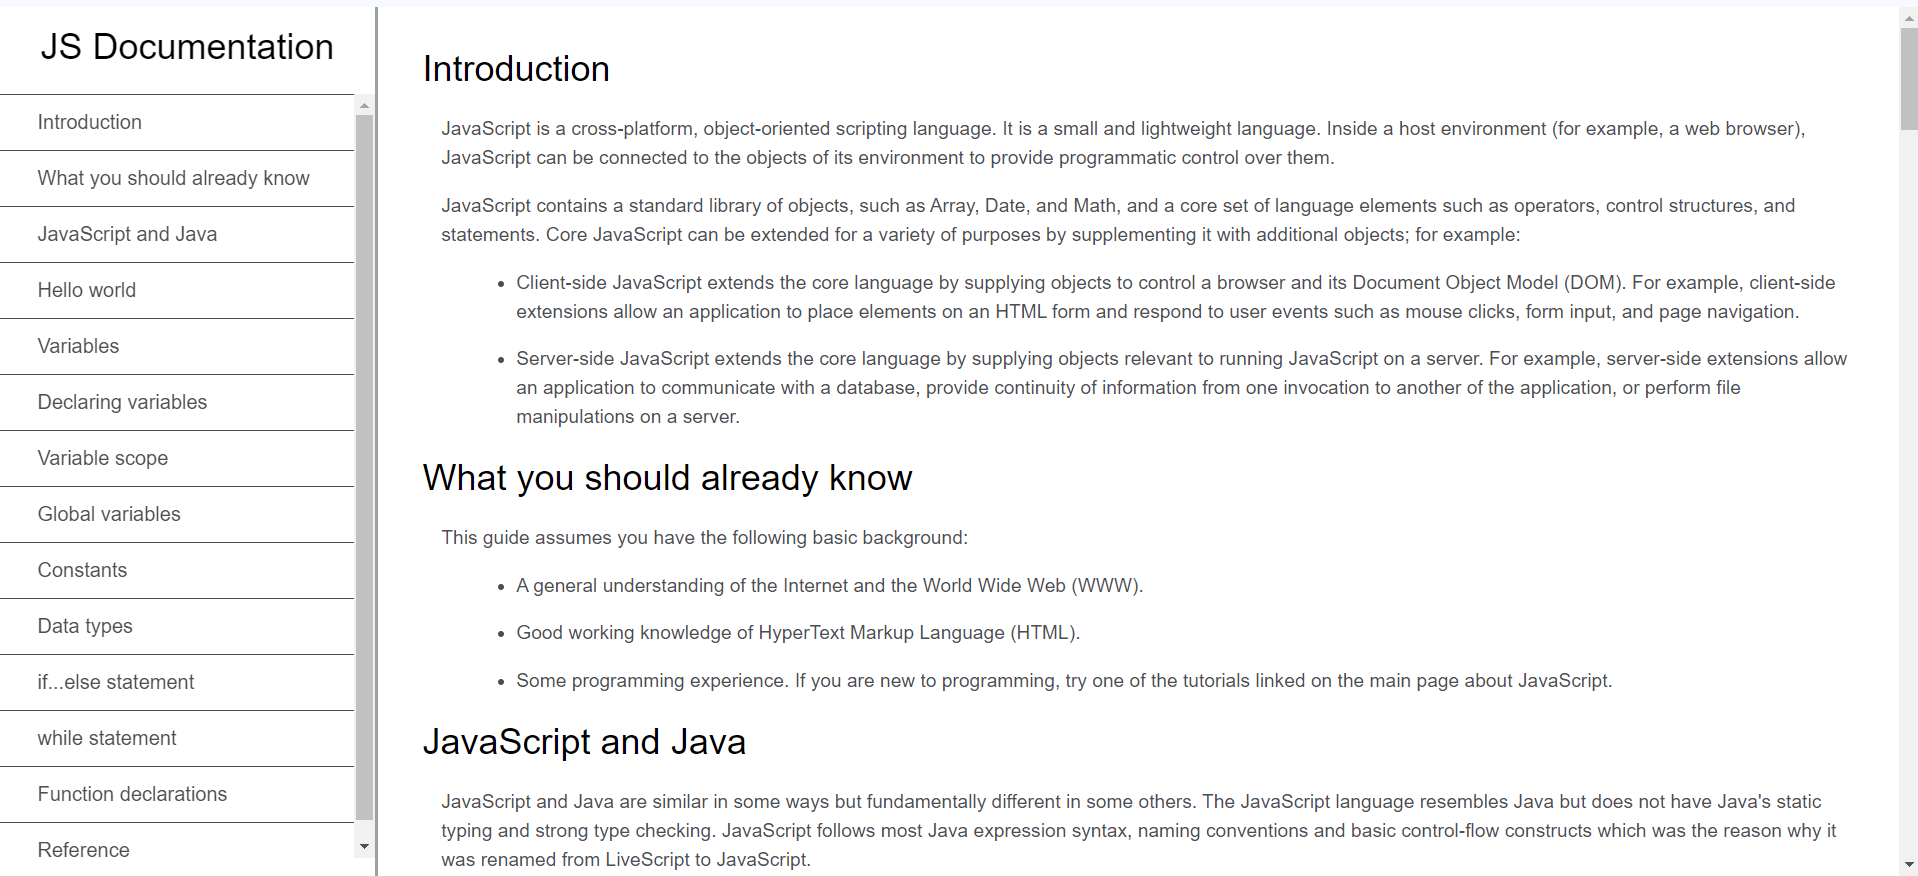 JS Documentation
Introduction
What you should already know
JavaScript and Java
Hello world
Variables
Declaring variables
Variable scope
Global variables
Constants
Data types
if...else statement
while statement
Function declarations
Reference
Introduction
JavaScript is a cross-platform, object-oriented scripting language. It is a small and lightweight language. Inside a host environment (for example, a web browser),
JavaScript can be connected to the objects of its environment to provide programmatic control over them.
JavaScript contains a standard library of objects, such as Array, Date, and Math, and a core set of language elements such as operators, control structures, and
statements. Core JavaScript can be extended for a variety of purposes by supplementing it with additional objects; for example:
• Client-side JavaScript extends the core language by supplying objects to control a browser and its Document Object Model (DOM). For example, client-side
extensions allow an application to place elements on an HTML form and respond to user events such as mouse clicks, form input, and page navigation.
• Server-side JavaScript extends the core language by supplying objects relevant to running JavaScript on a server. For example, server-side extensions allow
an application to communicate with a database, provide continuity of information from one invocation to another of the application, or perform file
manipulations on a server.
What you should already know
This guide assumes you have the following basic background:
• A general understanding of the Internet and the World Wide Web (WWW).
• Good working knowledge of HyperText Markup Language (HTML).
• Some programming experience. If you are new to programming, try one of the tutorials linked on the main page about JavaScript.
JavaScript and Java
JavaScript and Java are similar in some ways but fundamentally different in some others. The JavaScript language resembles Java but does not have Java's static
typing and strong type checking. JavaScript follows most Java expression syntax, naming conventions and basic control-flow constructs which was the reason why it
was renamed from LiveScript to JavaScript.